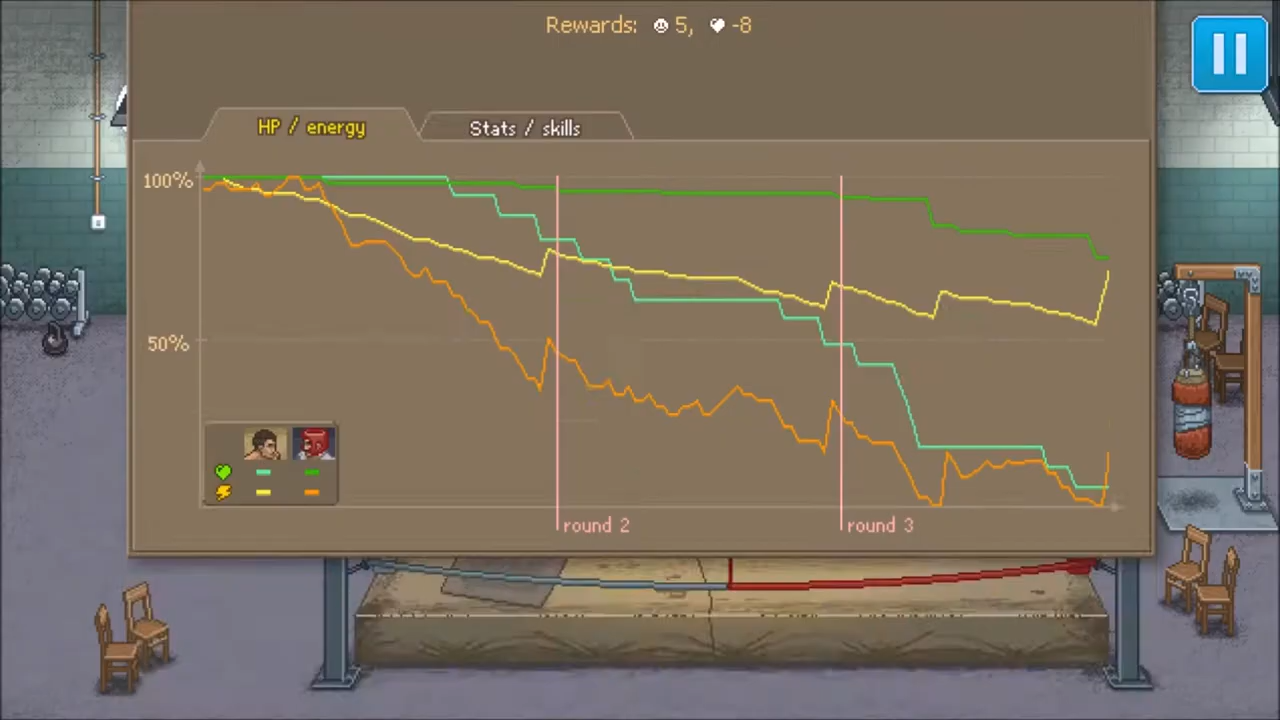 Rewards: 5, -8
HP / energy
Stats / skills
100%
50%
round 2
round 3